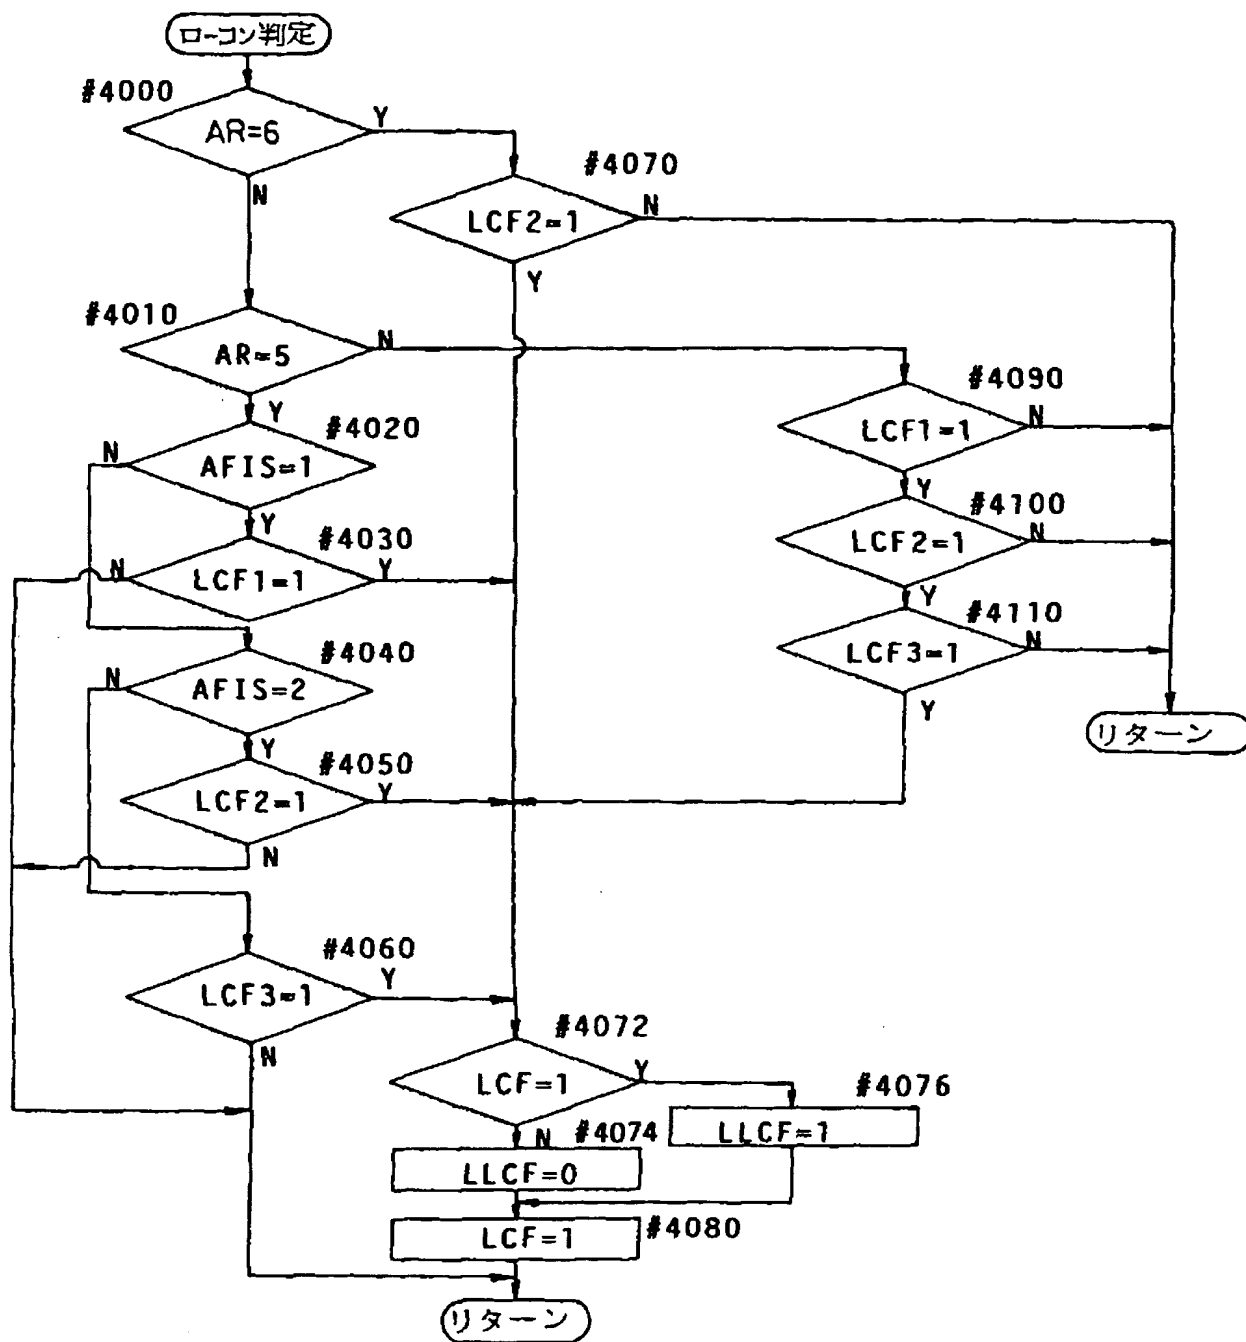 ローコン判定
#4000
AR=6
Y
N
#4070
LCF2=1
N
Y
#4010
AR=5
N
Y
#4090
LCF1=1
N
Y
#4020
AFIS=1
N
Y
#4100
LCF2=1
N
Y
#4030
LCF1=1
N
Y
#4110
LCF3=1
N
Y
#4040
AFIS=2
N
Y
リターン
#4050
LCF2=1
Y
N
#4060
LCF3=1
Y
N
#4072
LCF=1
Y
N
#4076
LLCF=1
#4074
LLCF=0
#4080
LCF=1
リターン